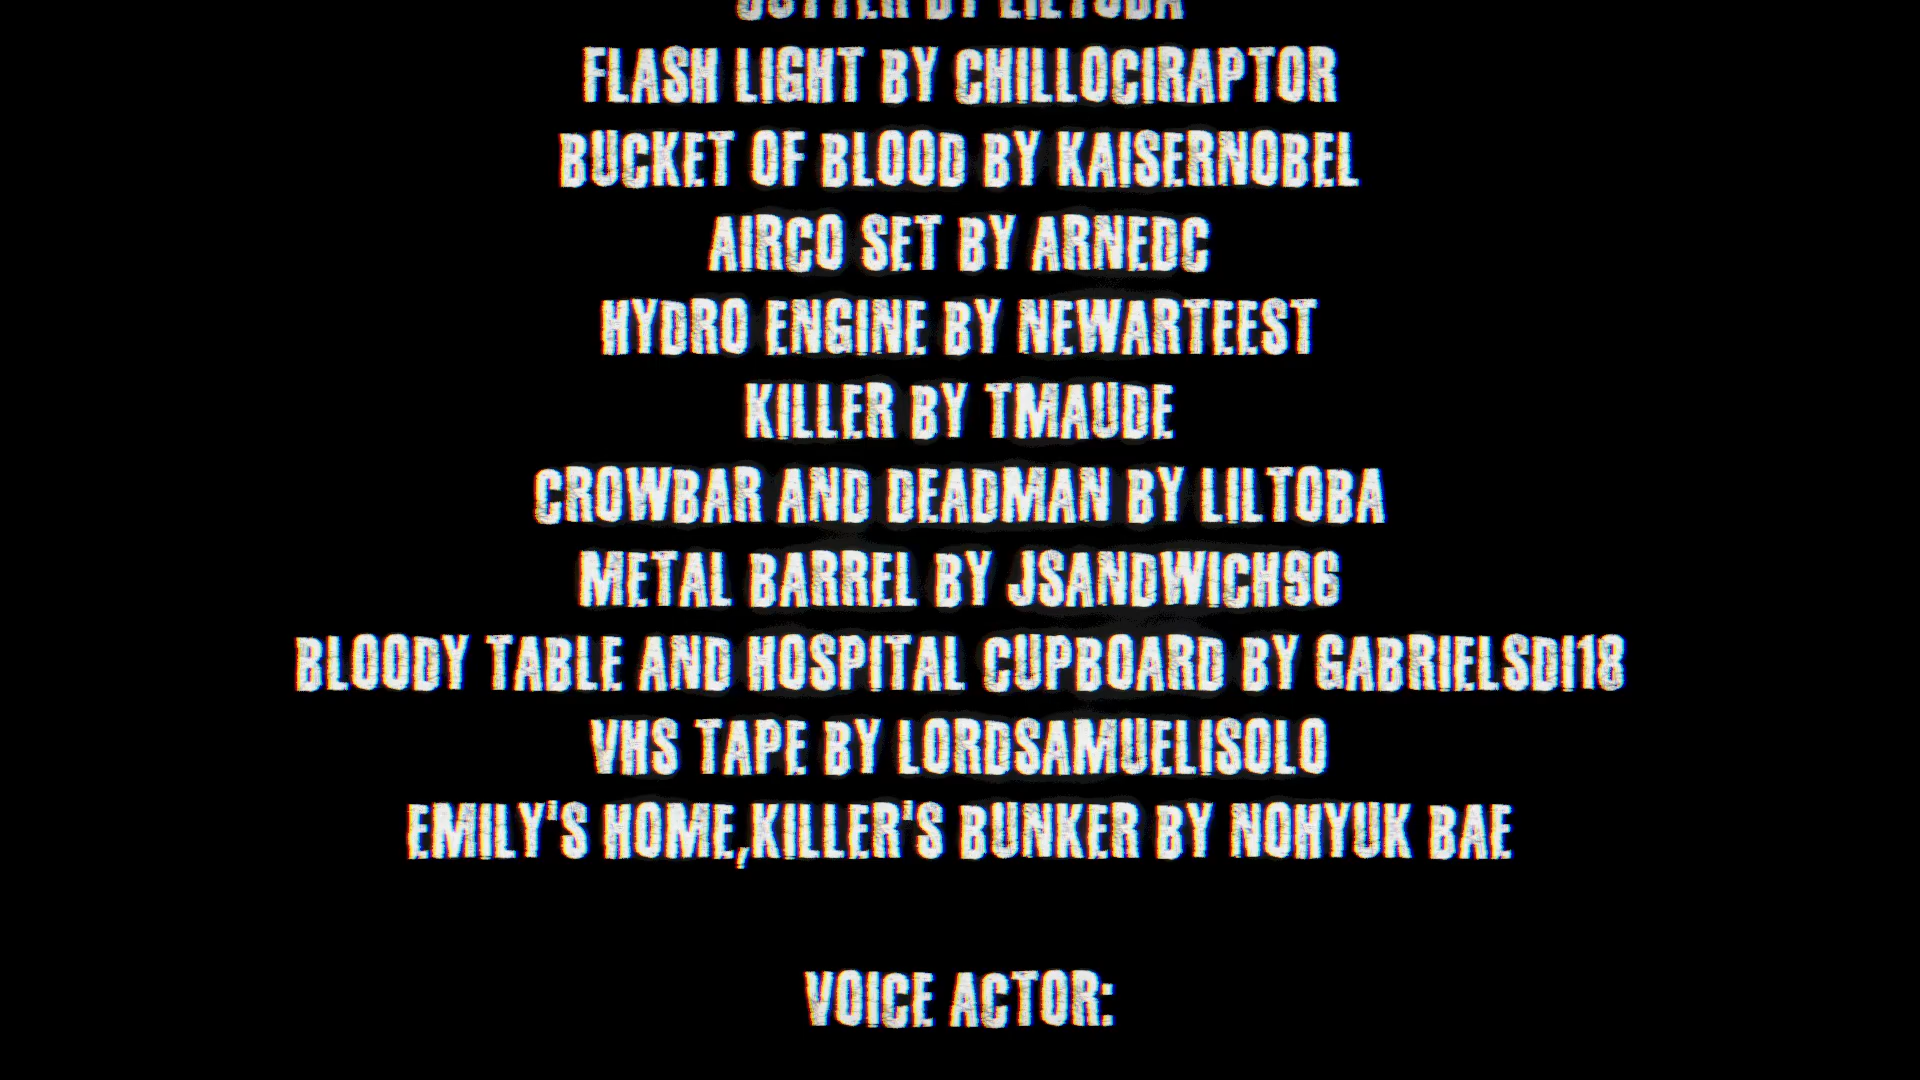 BY LILTOBA
FLASH LIGHT BY CHILLOCIRAPTOR
BUCKET OF BLOOD BY KAISERNOBEL
AIRCO SET BY ARNEDC
HYDRO ENGINE BY NEWARTEEST
KILLER BY TMAUDE
CROWBAR AND DEADMAN BY LILTOBA
METAL BARREL BY JSANDWICH96
BLOODY TABLE AND HOSPITAL CUPBOARD BY GABRIELSDI18
VHS TAPE BY LORDSAMUELISOLO
EMILY'S HOME,KILLER'S BUNKER BY NOHYUK BAE
VOICE ACTOR: